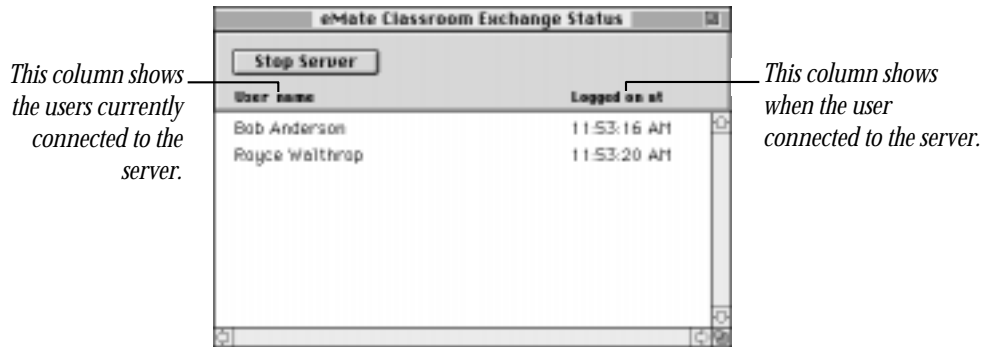 eMate Classroom Exchange Status
Stop Server
This column shows
the users currently
connected to the
server.
User name
Logged on at
This column shows
when the user
connected to the server.
Bob Anderson
11:53:16 AM
Royce Walthrop
11:53:20 AM